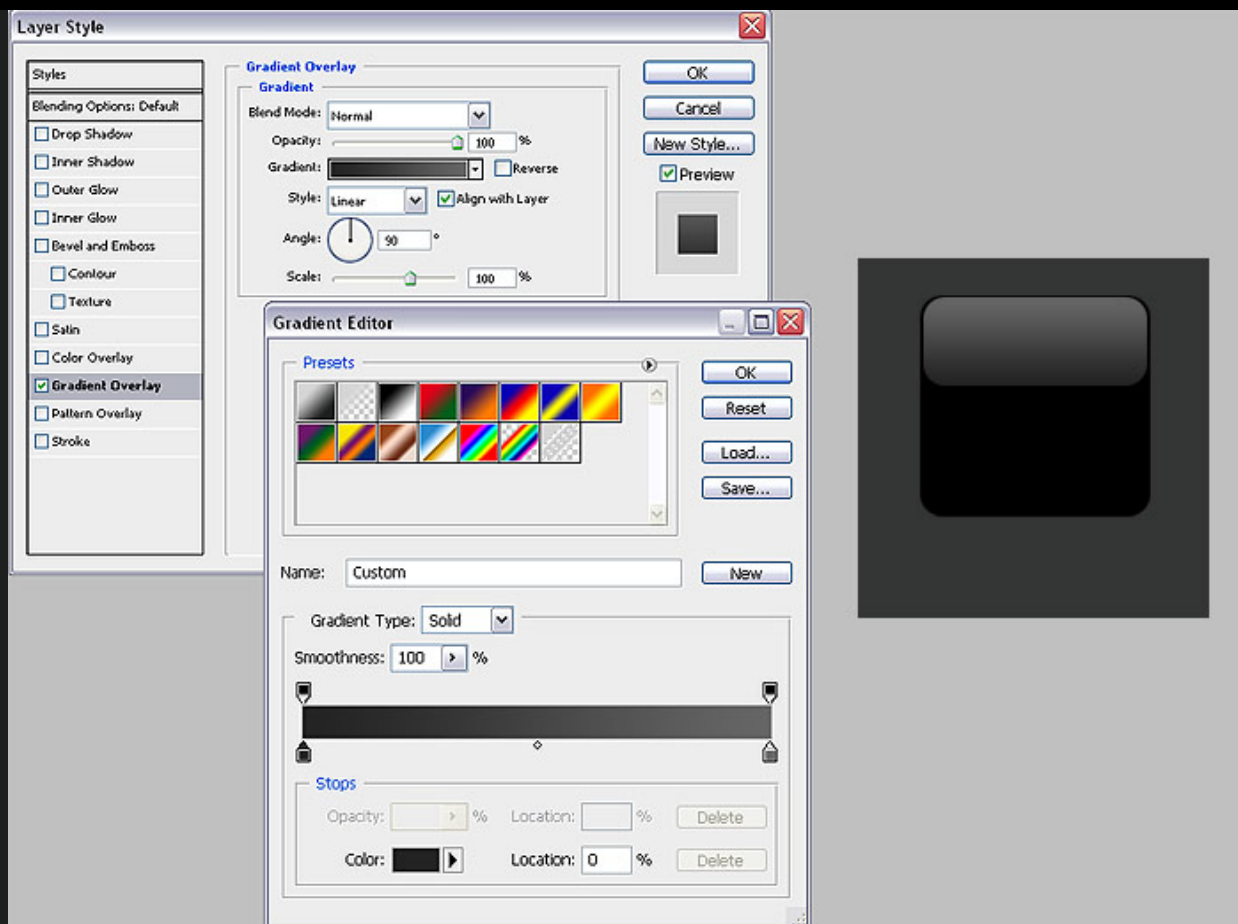 Layer Style
Styles
Blending Options: Default
Drop Shadow
Inner Shadow
Outer Glow
Inner Glow
Bevel and Emboss
Contour
Texture
Satin
Color Overlay
Gradient Overlay
Pattern Overlay
Stroke
Gradient Overlay
Gradient
Blend Mode: Normal
Opacity: 100 %
Gradient: Reverse
Style: Linear Align with Layer
Angle: 90 °
Scale: 100 %
OK
Cancel
New Style...
Preview
Gradient Editor
Presets
OK
Reset
Load...
Save...
Name: Custom New
Gradient Type: Solid
Smoothness: 100 %
Stops
Opacity: % Location: % Delete
Color: Location: 0 % Delete